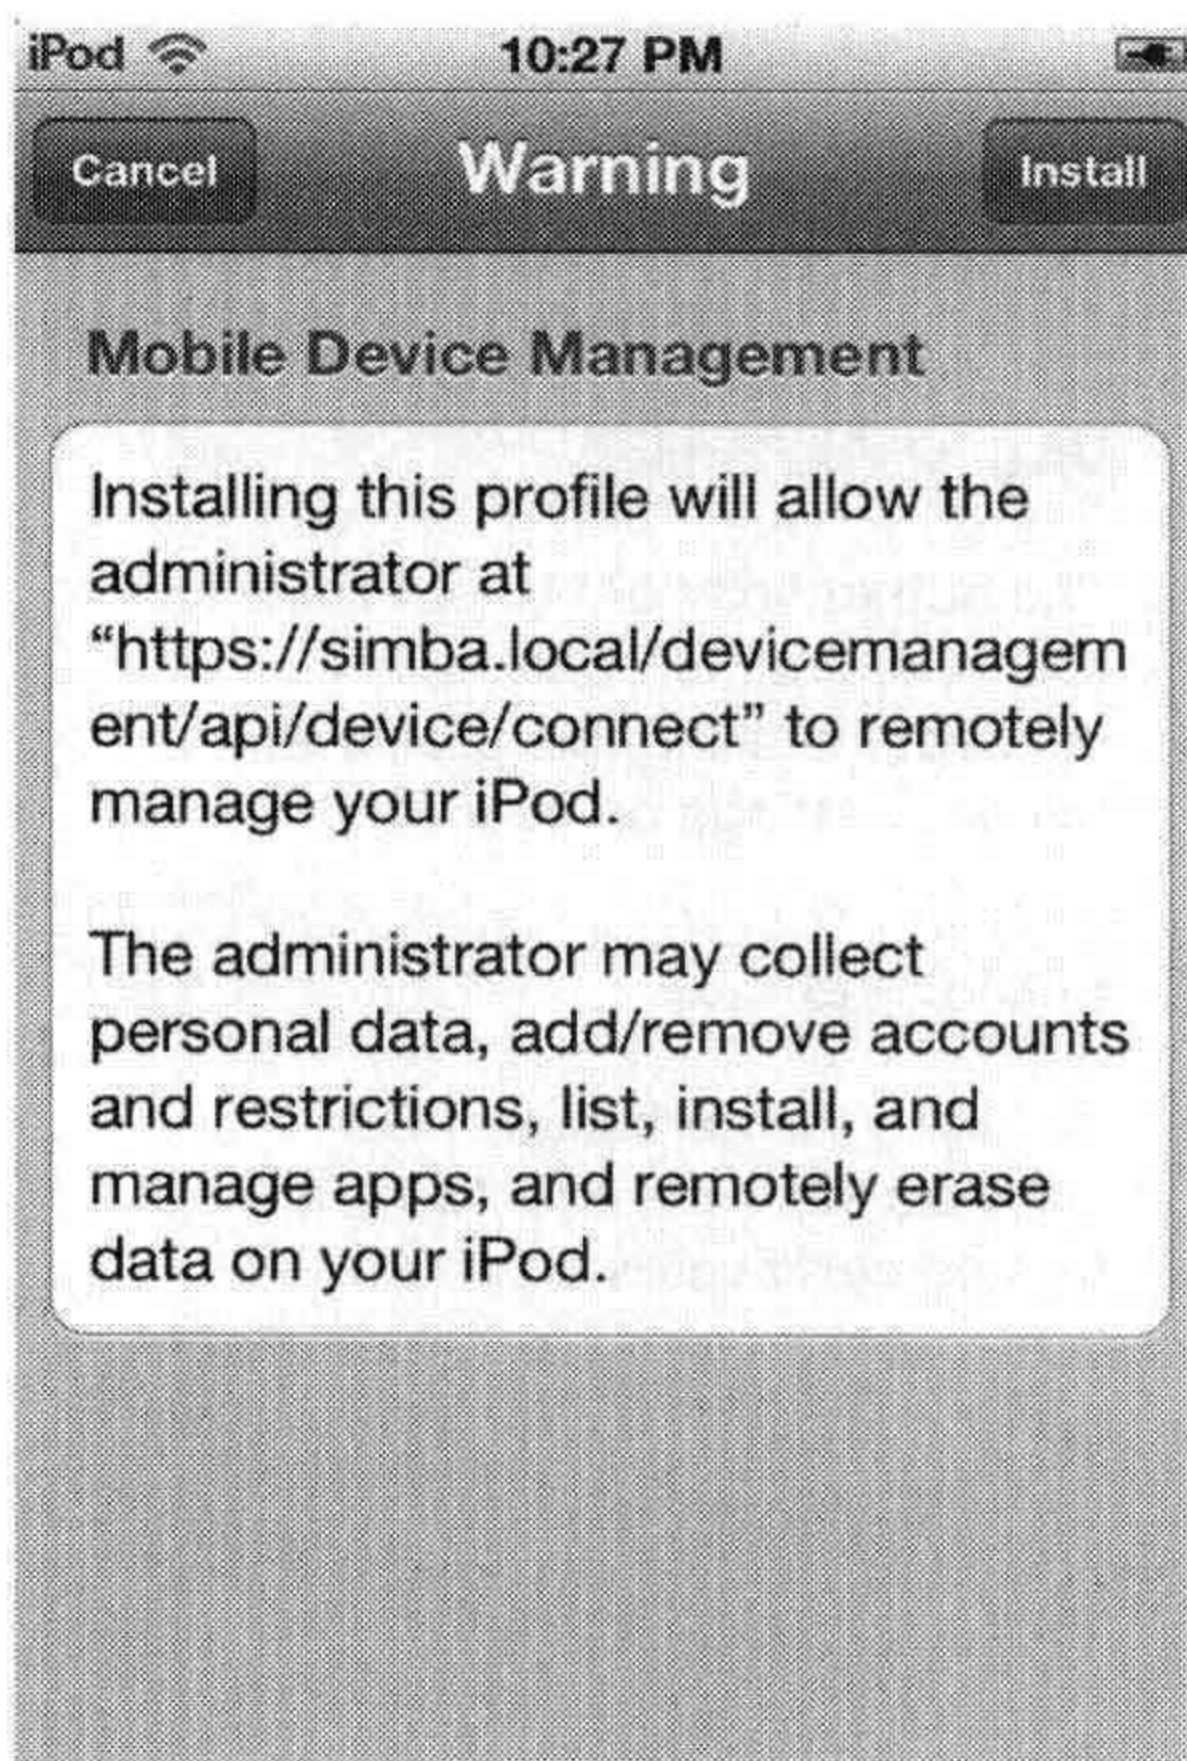 iPod 10:27 PM
Cancel Warning Install
Mobile Device Management
Installing this profile will allow the
administrator at
“https://simba.local/devicemanagem
ent/api/device/connect” to remotely
manage your iPod.
The administrator may collect
personal data, add/remove accounts
and restrictions, list, install, and
manage apps, and remotely erase
data on your iPod.